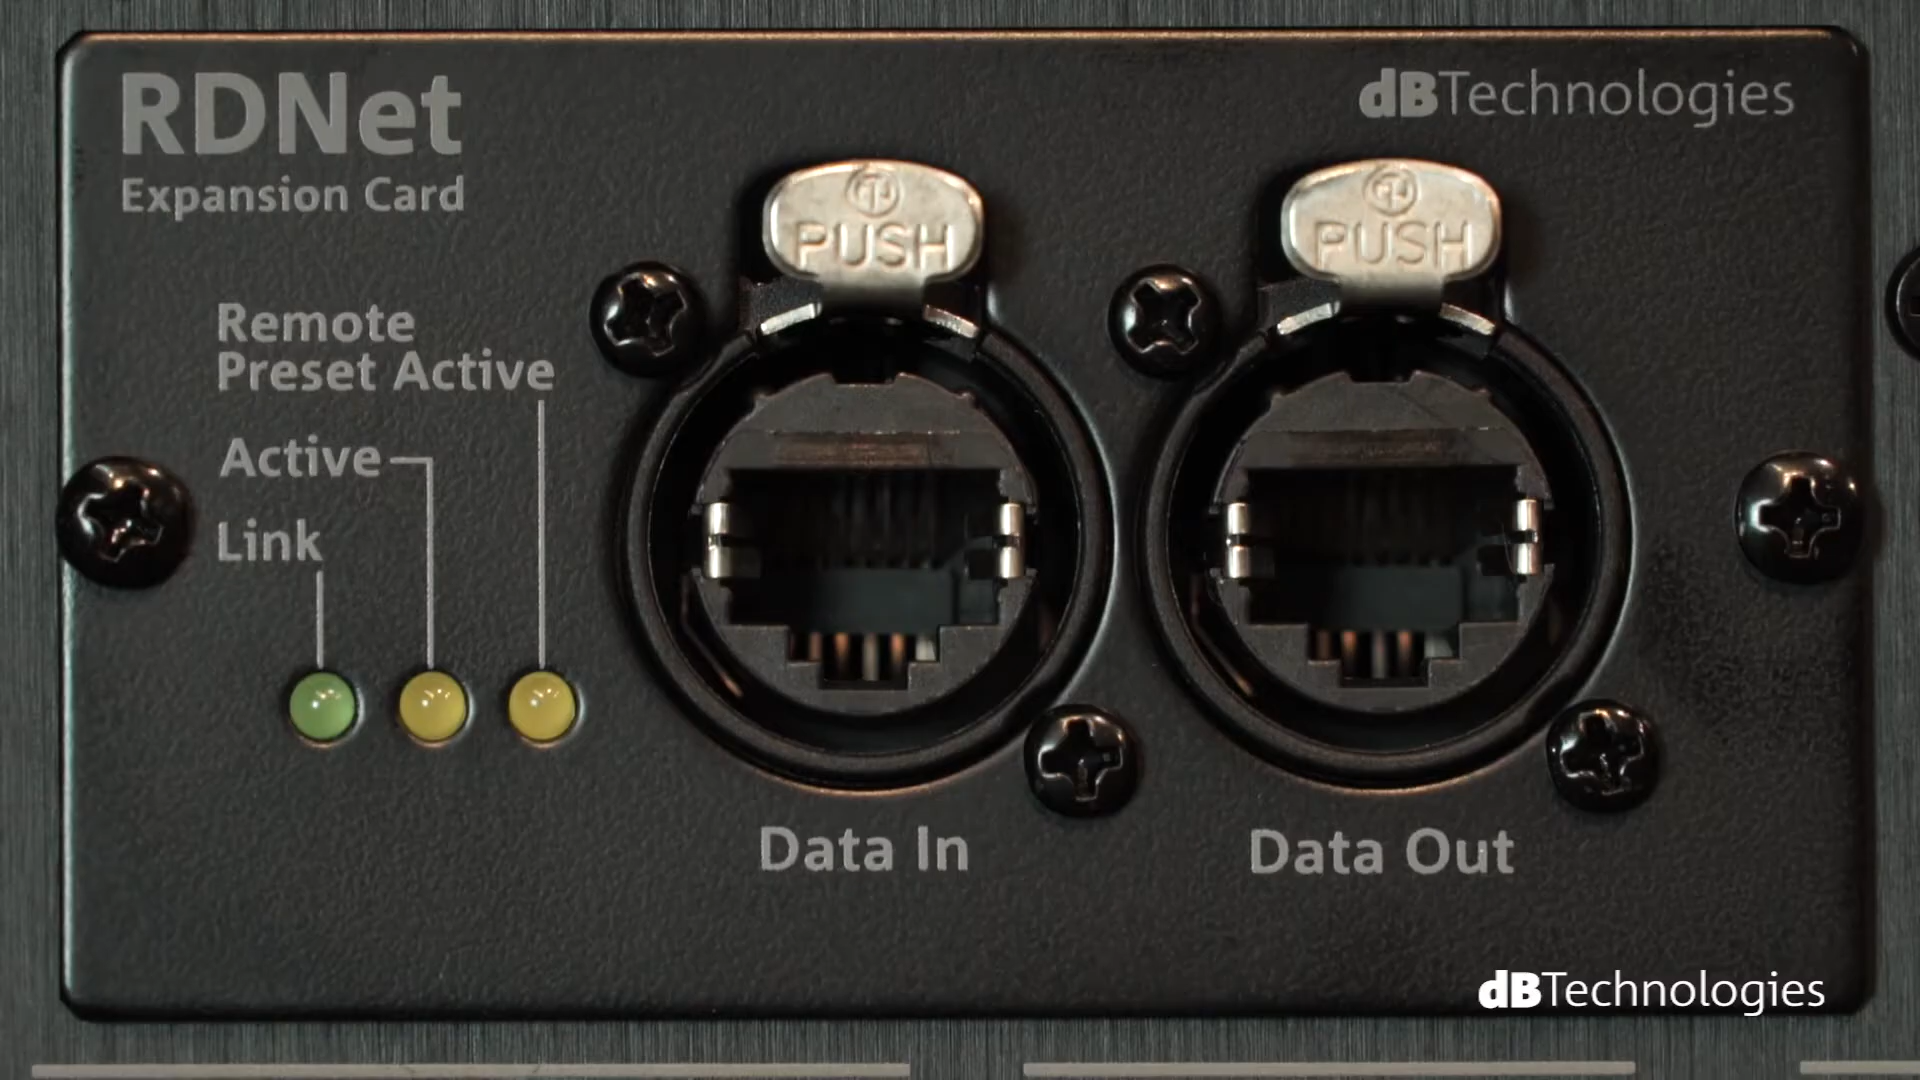 RDNet
Expansion Card
dBTechnologies
PUSH
PUSH
Remote
Preset Active
Active
Link
Data In
Data Out
dBTechnologies